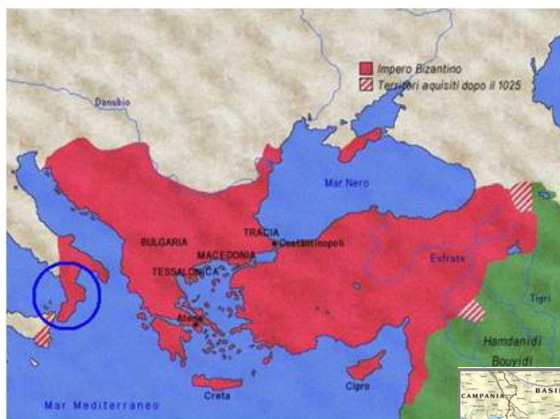 Impero Bizantino
Territori aquisiti dopo il 1025
Danubio
Mar Nero
TRACIA
BULGARIA
Costantinopoli
MACEDONIA
TESSALONICA
Eufrate
Tigri
Atene
Hamdanidi
Bouyidi
Cipro
Creta
Mar Mediterraneo
CAMPANIA